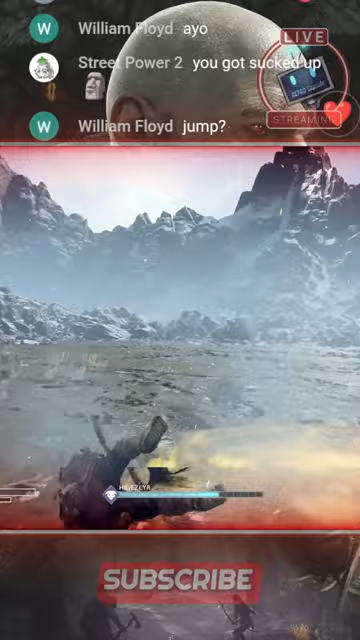 William Floyd ayo
LIVE
Street Power 2 you got sucked up
William Floyd jump?
STREAMING
SUBSCRIBE